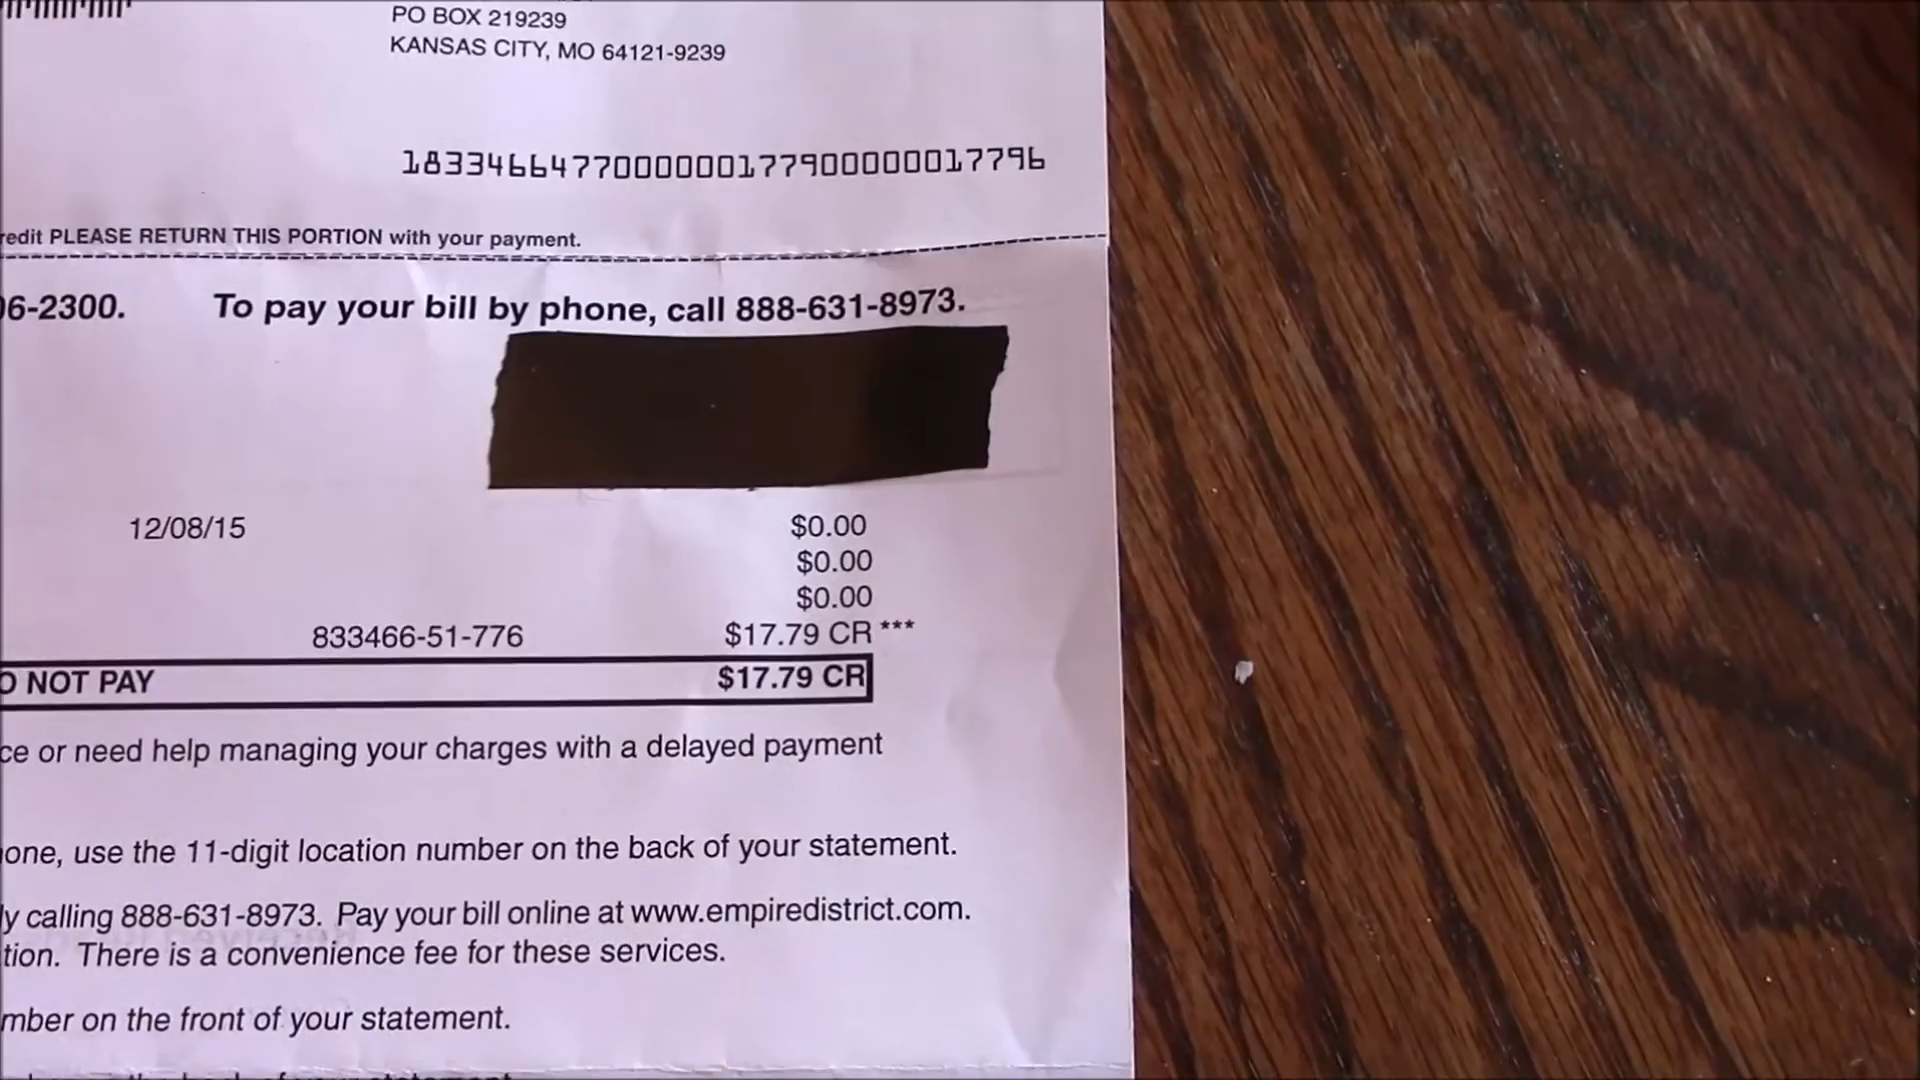 PO BOX 219239
KANSAS CITY, MO 64121-9239
18334664770000001779000000017796
redit PLEASE RETURN THIS PORTION with your payment.
06-2300. To pay your bill by phone, call 888-631-8973.
12/08/15 $0.00
$0.00
$0.00
833466-51-776 $17.79 CR ***
O NOT PAY $17.79 CR
ce or need help managing your charges with a delayed payment
one, use the 11-digit location number on the back of your statement.
y calling 888-631-8973. Pay your bill online at www.empiredistrict.com.
tion. There is a convenience fee for these services.
mber on the front of your statement.